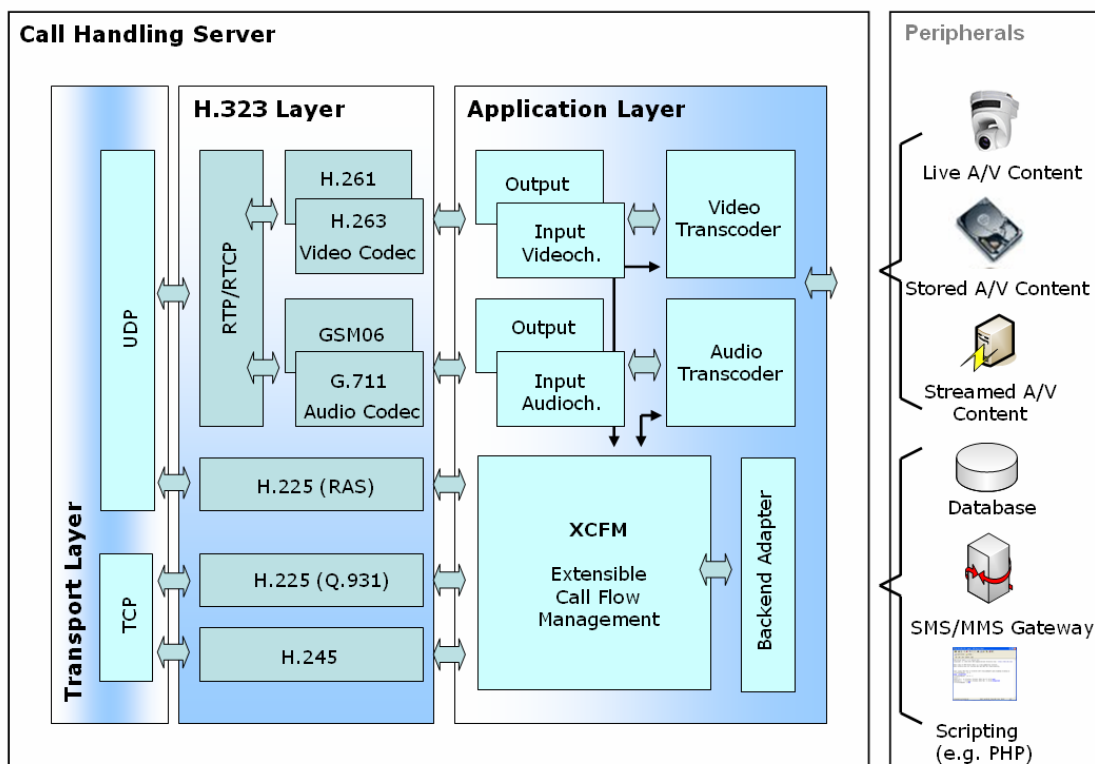 Call Handling Server
Transport Layer
UDP
TCP
H.323 Layer
RTP/RTCP
H.261
H.263
Video Codec
GSM06
G.711
Audio Codec
H.225 (RAS)
H.225 (Q.931)
H.245
Application Layer
Output
Input
Videoch.
Video
Transcoder
Output
Input
Audioch.
Audio
Transcoder
XCFM
Extensible
Call Flow
Management
Backend Adapter
Peripherals
Live A/V Content
Stored A/V Content
Streamed A/V
Content
Database
SMS/MMS Gateway
Scripting
(e.g. PHP)